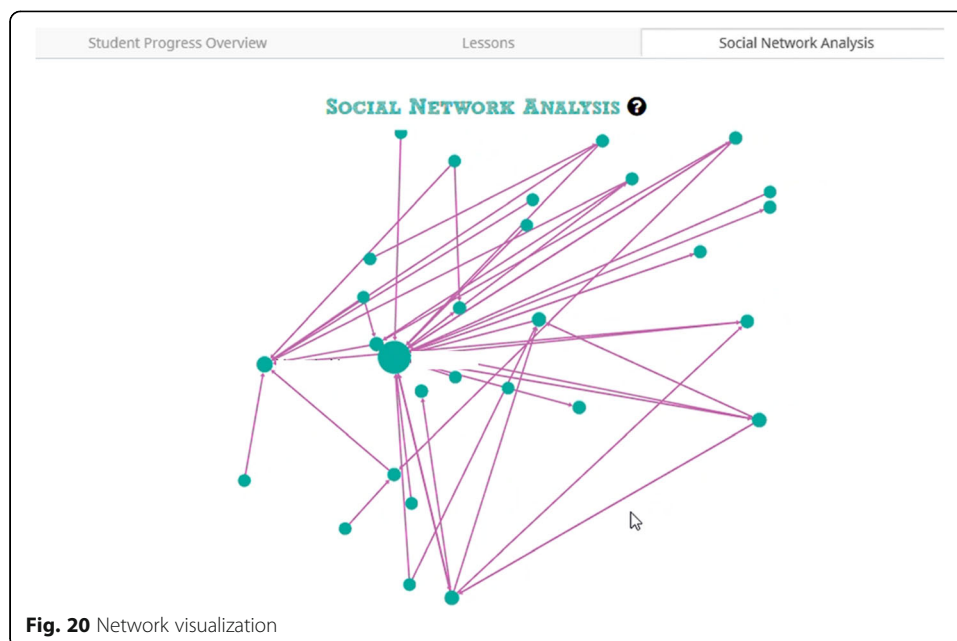 Student Progress Overview
Lessons
Social Network Analysis
SOCIAL NETWORK ANALYSIS ?
Fig. 20 Network visualization